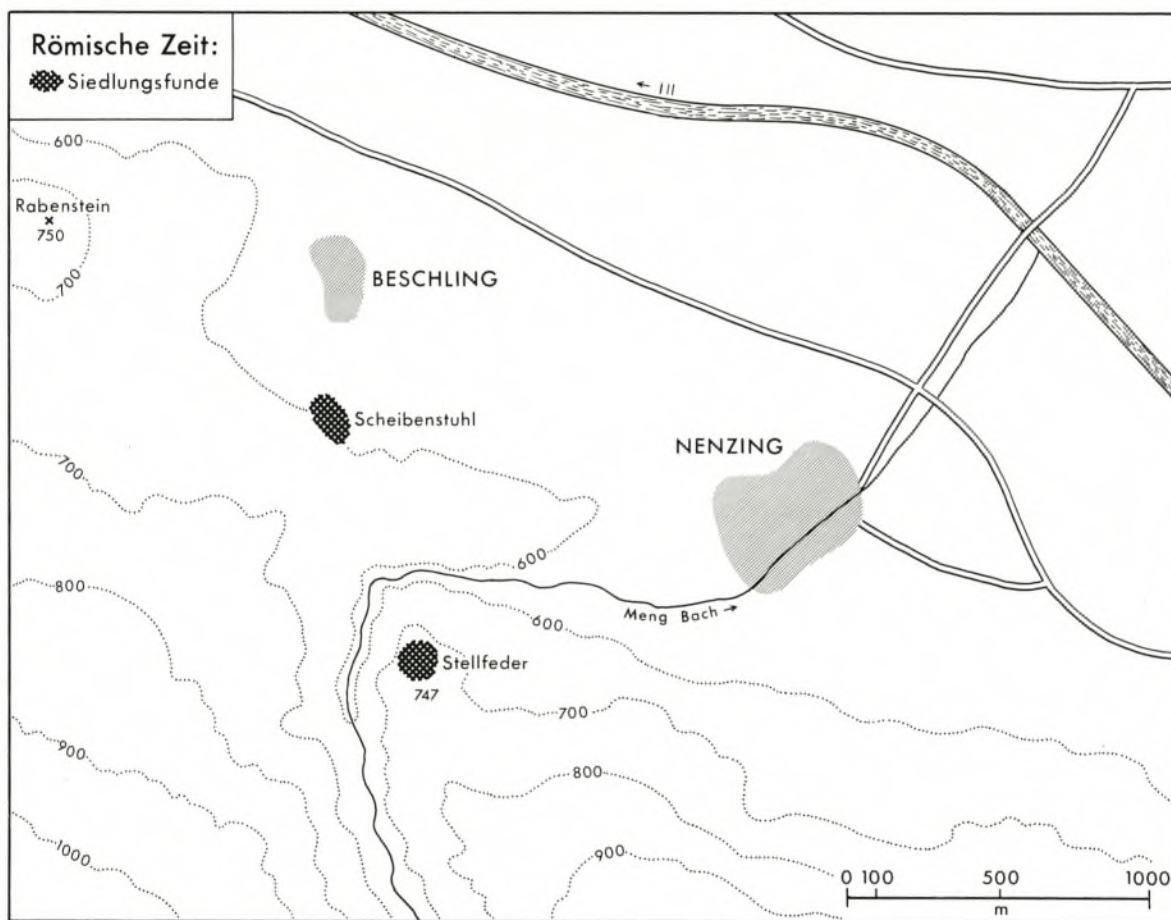 Römische Zeit:
Siedlungsfunde
← Ill
600
Rabenstein
750
700
BESCHLING
Scheibenstuhl
700
NENZING
600
800
Meng Bach →
600
Stellfeder
747
700
900
800
1000
900
0 100 500 1000
m